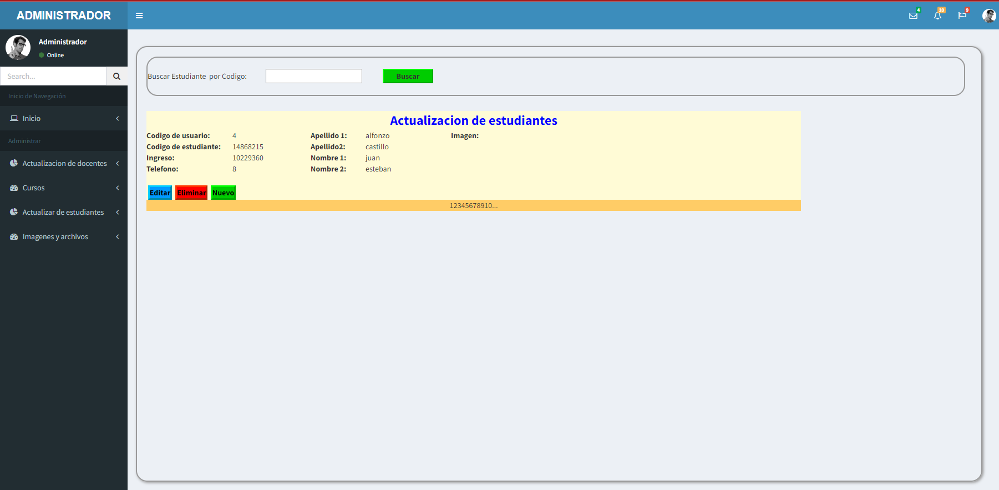 ADMINISTRADOR
4
10
9
Administrador
Online
Search...
Inicio de Navegación
Inicio
Administrar
Actualizacion de docentes
Cursos
Actualizar de estudiantes
Imagenes y archivos
Buscar Estudiante por Codigo:
Buscar
Actualizacion de estudiantes
Codigo de usuario: 4 Apellido 1: alfonzo Imagen:
Codigo de estudiante: 14868215 Apellido2: castillo
Ingreso: 10229360 Nombre 1: juan
Telefono: 8 Nombre 2: esteban
Editar Eliminar Nuevo
12345678910...